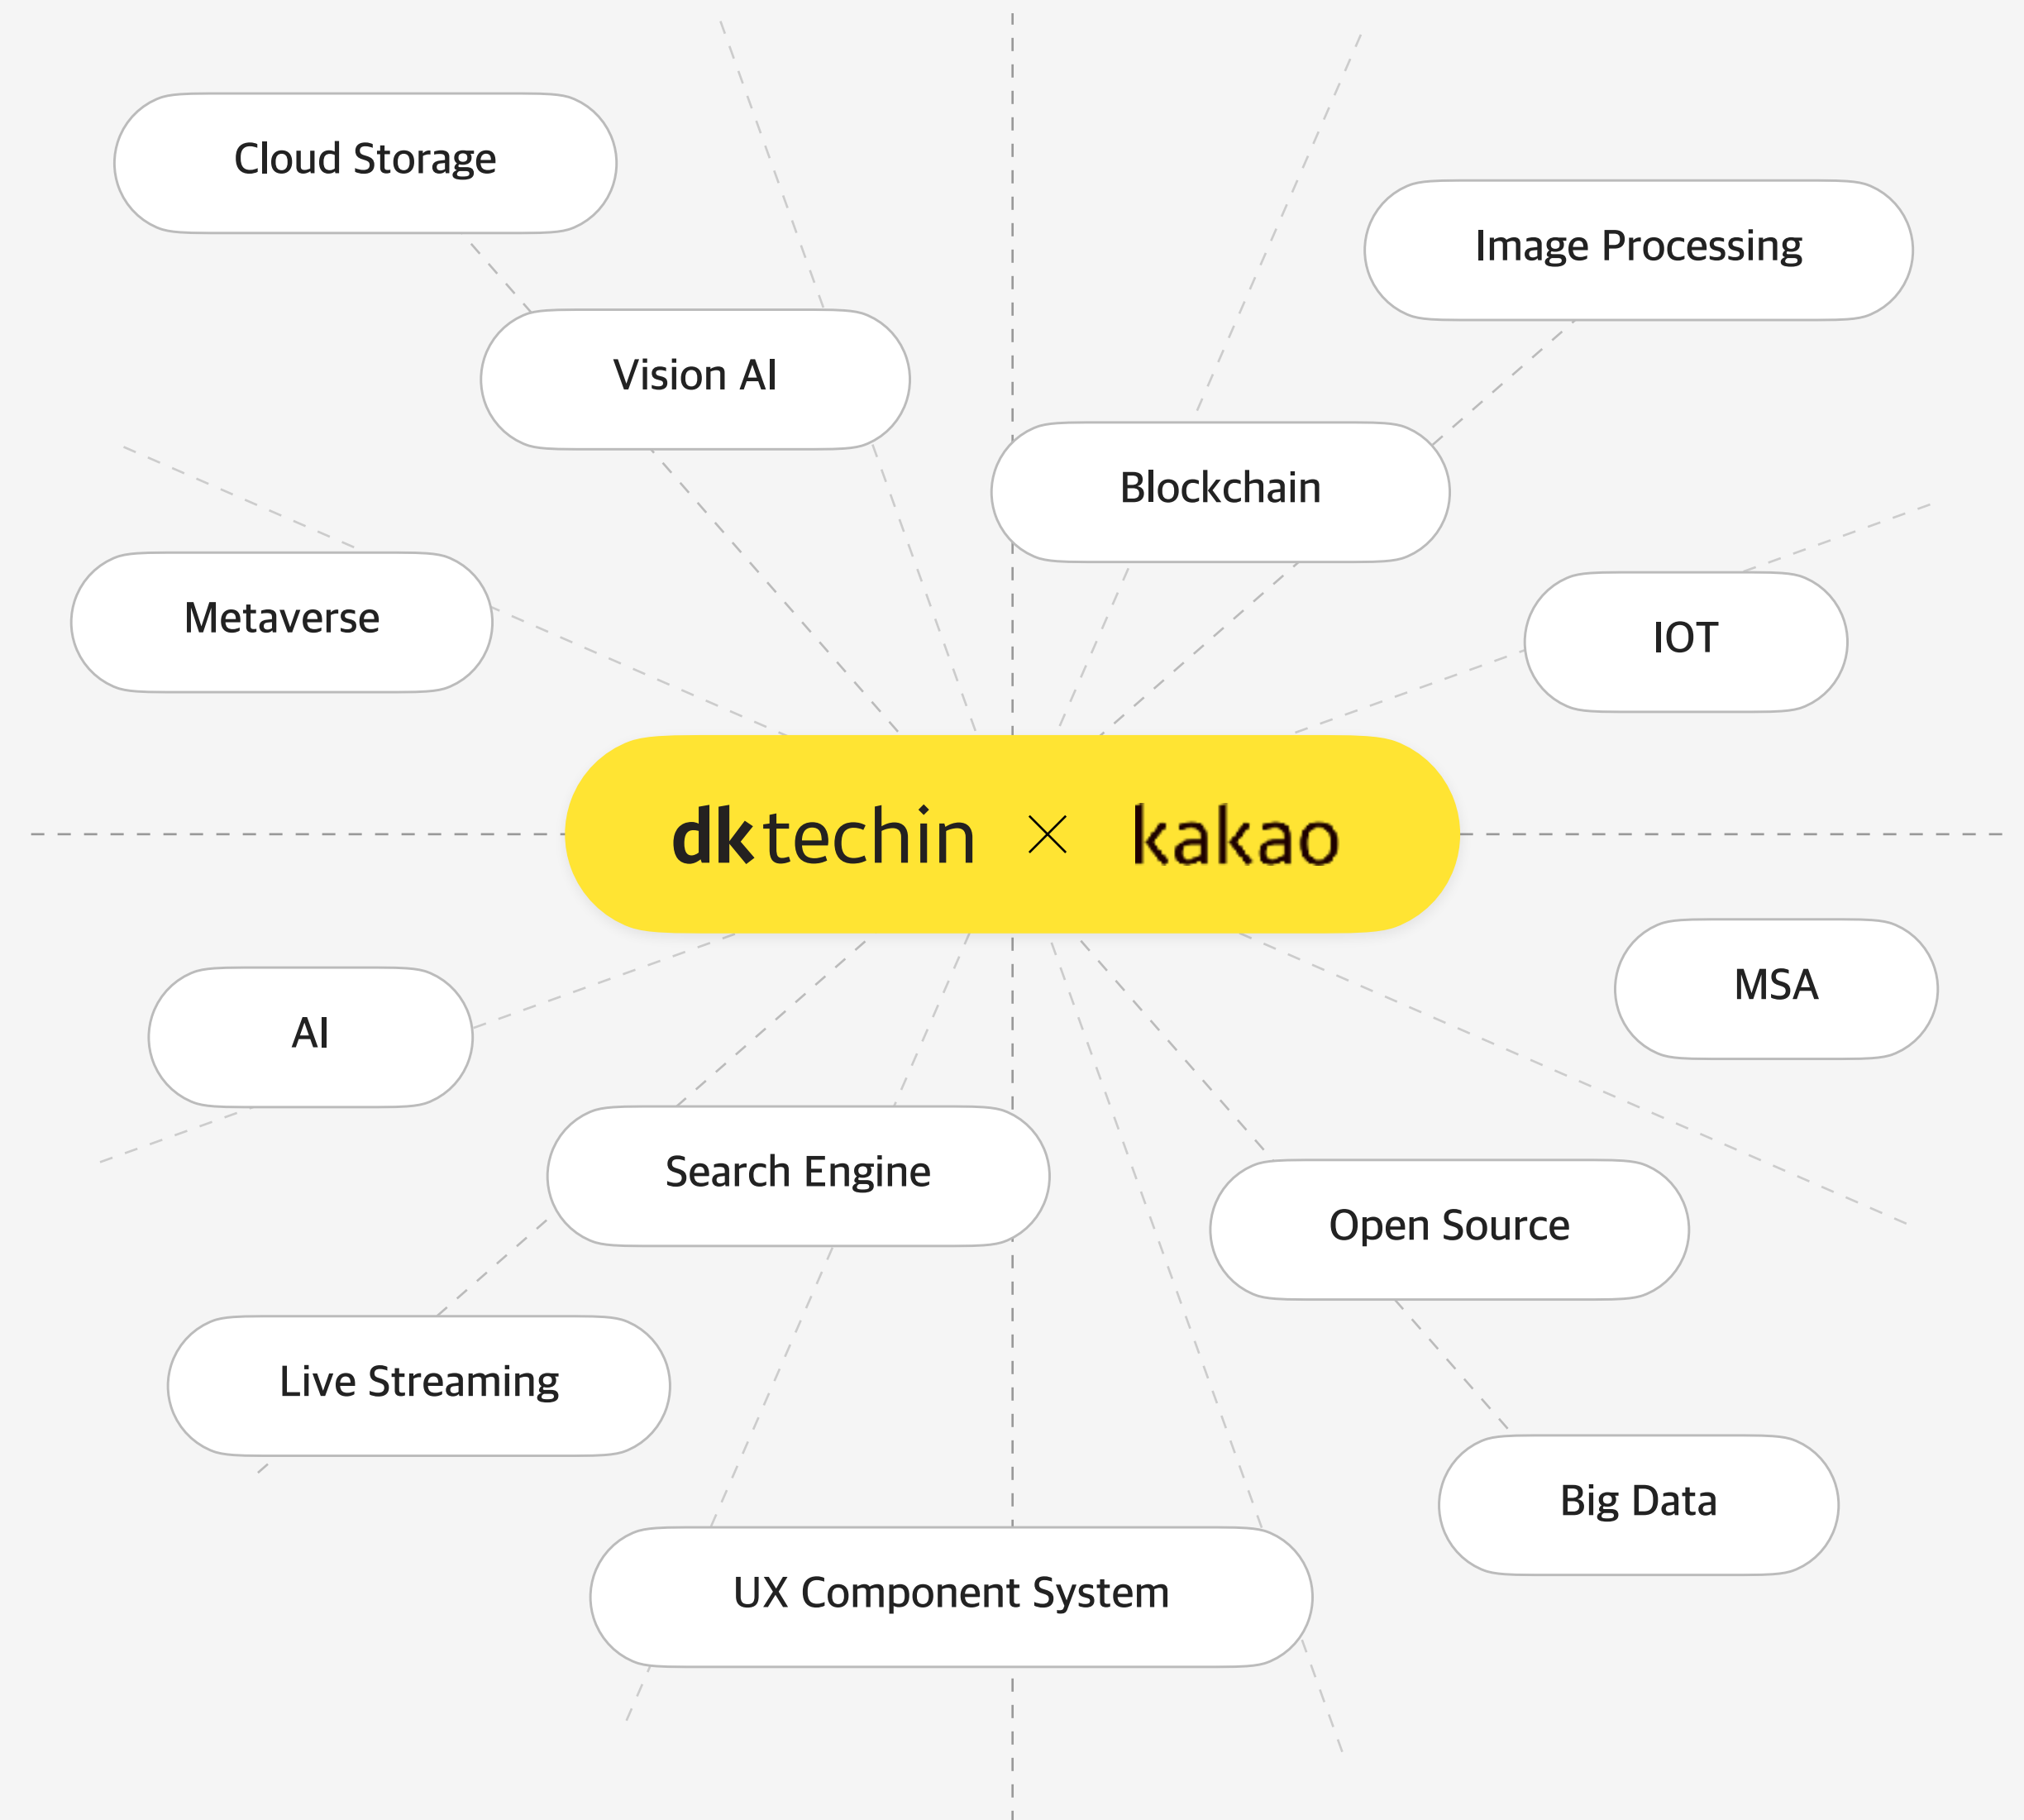 Cloud Storage
Image Processing
Vision AI
Blockchain
Metaverse
IOT
dktechin × kakao
MSA
AI
Search Engine
Open Source
Live Streaming
Big Data
UX Component System